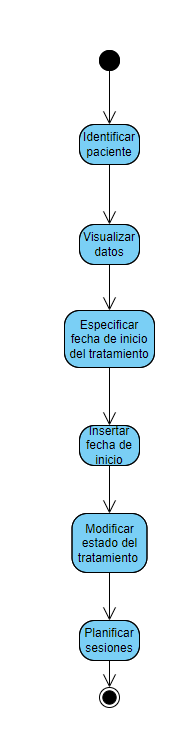 Identificar
paciente
Visualizar
datos
Especificar
fecha de inicio
del tratamiento
Insertar
fecha de
inicio
Modificar
estado del
tratamiento
Planificar
sesiones